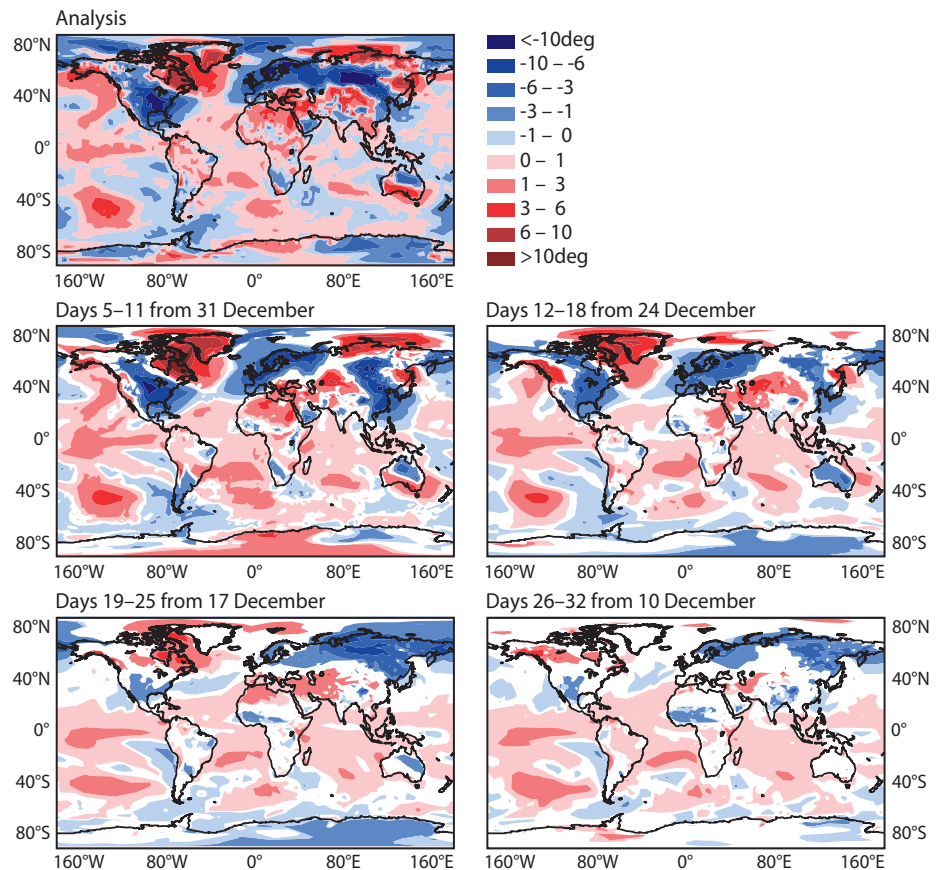 Analysis
80°N
40°N
0°
40°S
80°S
160°W 80°W 0° 80°E 160°E
<-10deg
-10 – -6
-6 – -3
-3 – -1
-1 – 0
0 – 1
1 – 3
3 – 6
6 – 10
>10deg
Days 5–11 from 31 December
80°N
40°N
0°
40°S
80°S
160°W 80°W 0° 80°E 160°E
Days 12–18 from 24 December
80°N
40°N
0°
40°S
80°S
160°W 80°W 0° 80°E 160°E
Days 19–25 from 17 December
80°N
40°N
0°
40°S
80°S
160°W 80°W 0° 80°E 160°E
Days 26–32 from 10 December
80°N
40°N
0°
40°S
80°S
160°W 80°W 0° 80°E 160°E